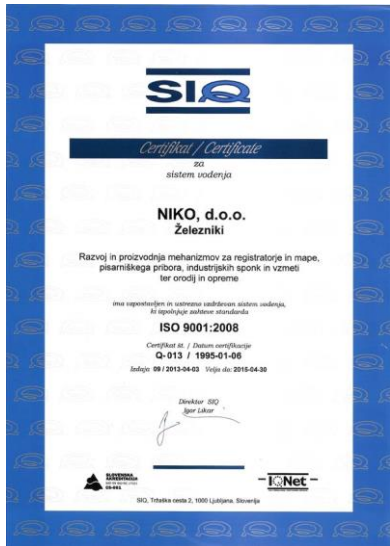 SIQ
Certifikat / Certificate
za
sistem vodenja
NIKO, d.o.o.
Železniki
Razvoj in proizvodnja mehanizmov za registratorje in mape,
pisarniškega pribora, industrijskih sponk in vzmeti
ter orodij in opreme
ima vzpostavljen in ustrezno vzdrževan sistem vodenja,
ki izpolnjuje zahteve standarda
ISO 9001:2008
Certifikat št. / Datum certifikacije
Q-013 / 1995-01-06
Izdaja 09 / 2013-04-03 Velja do: 2015-04-30
Direktor SIQ
Igor Likar
SLOVENSKA
AKREDITACIJA
IQNet
SIQ, Tržaška cesta 2, 1000 Ljubljana, Slovenija